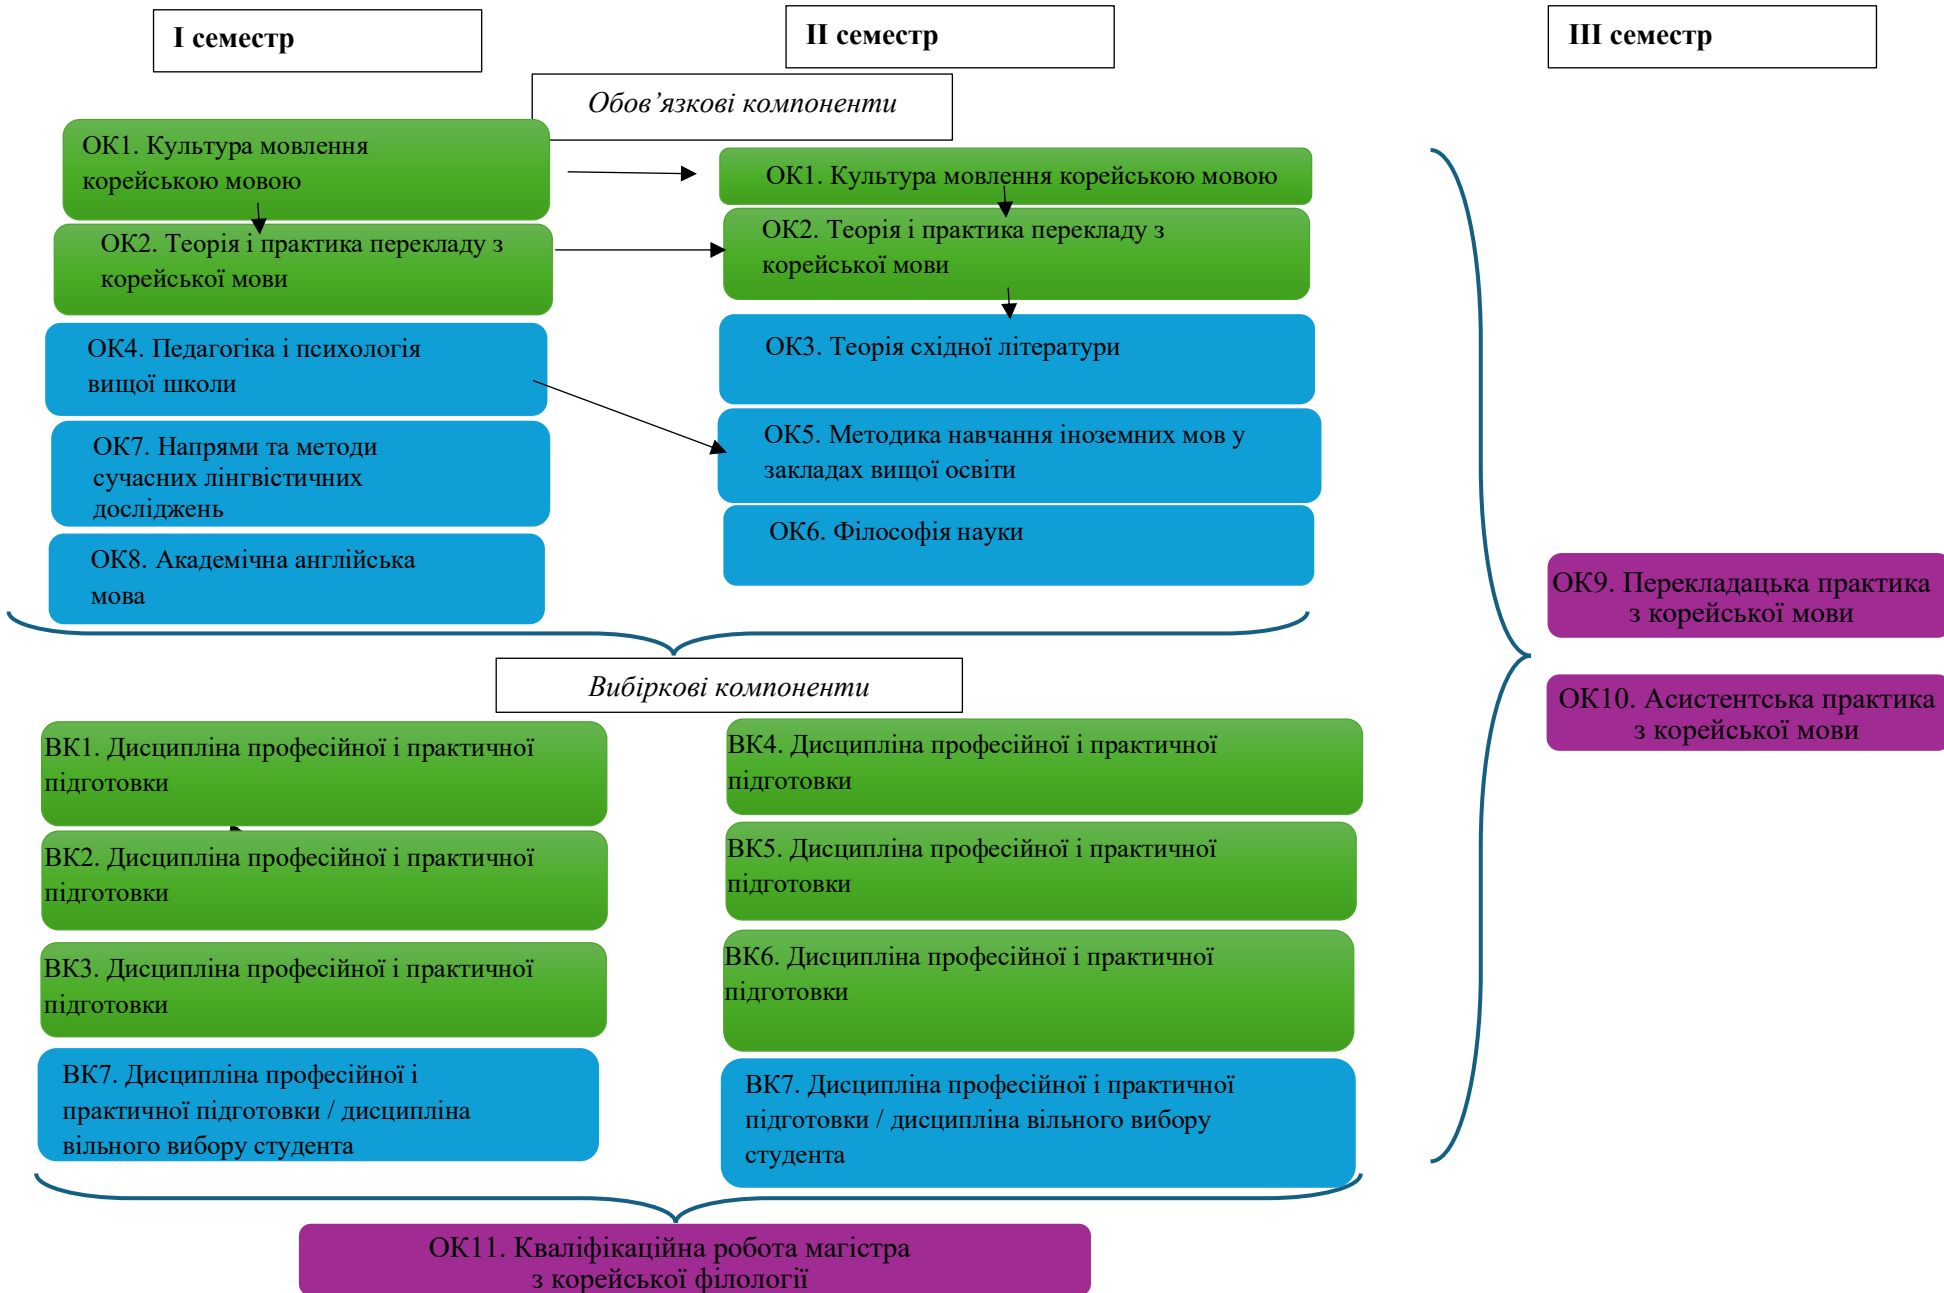 І семестр
ІІ семестр
ІІІ семестр
Обов’язкові компоненти
ОК1. Культура мовлення
корейською мовою
ОК2. Теорія і практика перекладу з
корейської мови
ОК4. Педагогіка і психологія
вищої школи
ОК7. Напрями та методи
сучасних лінгвістичних
досліджень
ОК8. Академічна англійська
мова
ОК1. Культура мовлення корейською мовою
ОК2. Теорія і практика перекладу з
корейської мови
ОК3. Теорія східної літератури
ОК5. Методика навчання іноземних мов у
закладах вищої освіти
ОК6. Філософія науки
ОК9. Перекладацька практика
з корейської мови
ОК10. Асистентська практика
з корейської мови
Вибіркові компоненти
ВК1. Дисципліна професійної і практичної
підготовки
ВК2. Дисципліна професійної і практичної
підготовки
ВК3. Дисципліна професійної і практичної
підготовки
ВК7. Дисципліна професійної і
практичної підготовки / дисципліна
вільного вибору студента
ВК4. Дисципліна професійної і практичної
підготовки
ВК5. Дисципліна професійної і практичної
підготовки
ВК6. Дисципліна професійної і практичної
підготовки
ВК7. Дисципліна професійної і практичної
підготовки / дисципліна вільного вибору
студента
ОК11. Кваліфікаційна робота магістра
з корейської філології